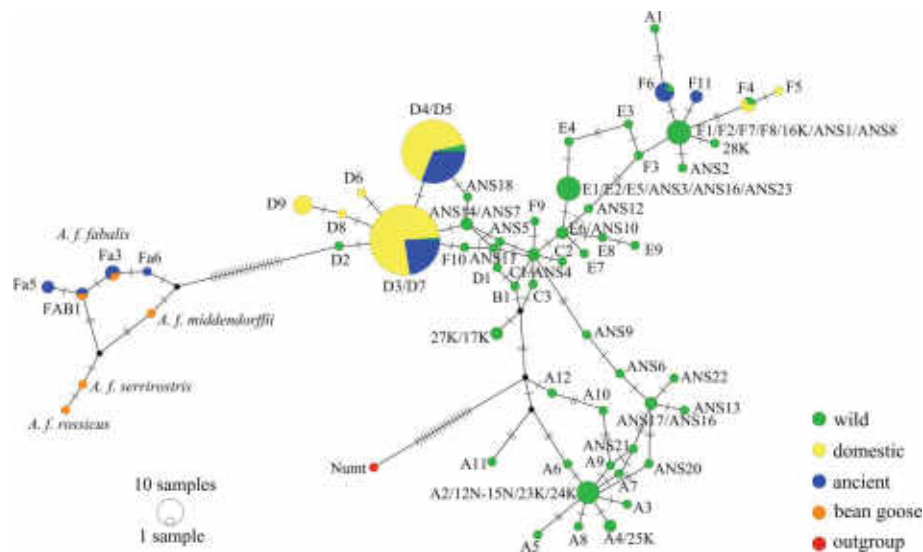 A1
F6
F11
F4
F5
D4/D5
E3
E4
F1/F2/F7/F8/16K/ANS1/ANS8
28K
F3
ANS2
D6
ANS18
E1/E2/E5/ANS3/ANS16/ANS23
D9
ANS14/ANS7
F9
ANS12
D8
ANS5
E6/ANS10
A. f. fabalis
C2
E8
E9
Fa3
Fa6
D2
F10
ANS11
E7
Fa5
D1
C1/ANS4
D3/D7
B1
C3
FAB1
A. f. middendorffii
27K/17K
ANS9
A. f. serrirostris
ANS6
ANS22
A12
A10
A. f. rossicus
ANS13
ANS17/ANS16
wild
ANS21
domestic
Numt
A11
A6
A9
ANS20
10 samples
A7
ancient
A2/12N-15N/23K/24K
A3
bean goose
1 sample
A5
A8
A4/25K
outgroup